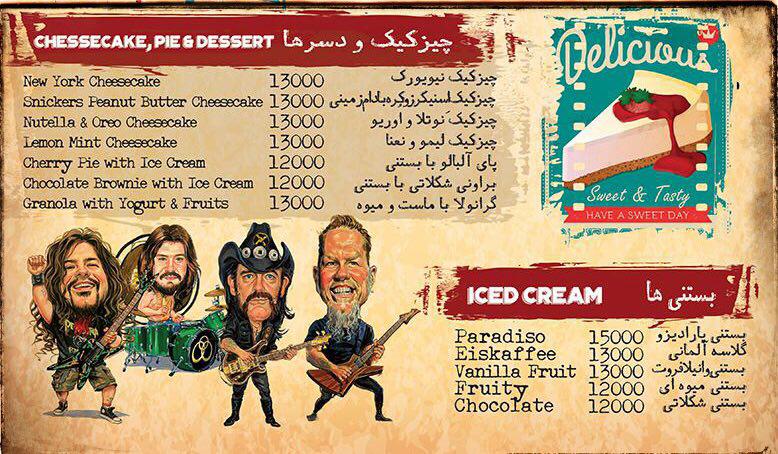 CHESSECAKE, PIE & DESSERT چیزکیک و دسرها
New York Cheesecake 13000 چیزکیک نیویورک
Snickers Peanut Butter Cheesecake 13000 چیزکیک اسنیکرز و کره بادام زمینی
Nutella & Oreo Cheesecake 13000 چیزکیک نوتلا و اوریو
Lemon Mint Cheesecake 13000 چیزکیک لیمو و نعنا
Cherry Pie with Ice Cream 12000 پای آلبالو با بستنی
Chocolate Brownie with Ice Cream 12000 براونی شکلاتی با بستنی
Granola with Yogurt & Fruits 13000 گرانولا با ماست و میوه
Delicious
Sweet & Tasty
HAVE A SWEET DAY
ICED CREAM بستنی ها
Paradiso 15000 بستنی پارادیزو
Eiskaffee 13000 گلاسه آلمانی
Vanilla Fruit 13000 بستنی وانیلا فروت
Fruity 12000 بستنی میوه ای
Chocolate 12000 بستنی شکلاتی